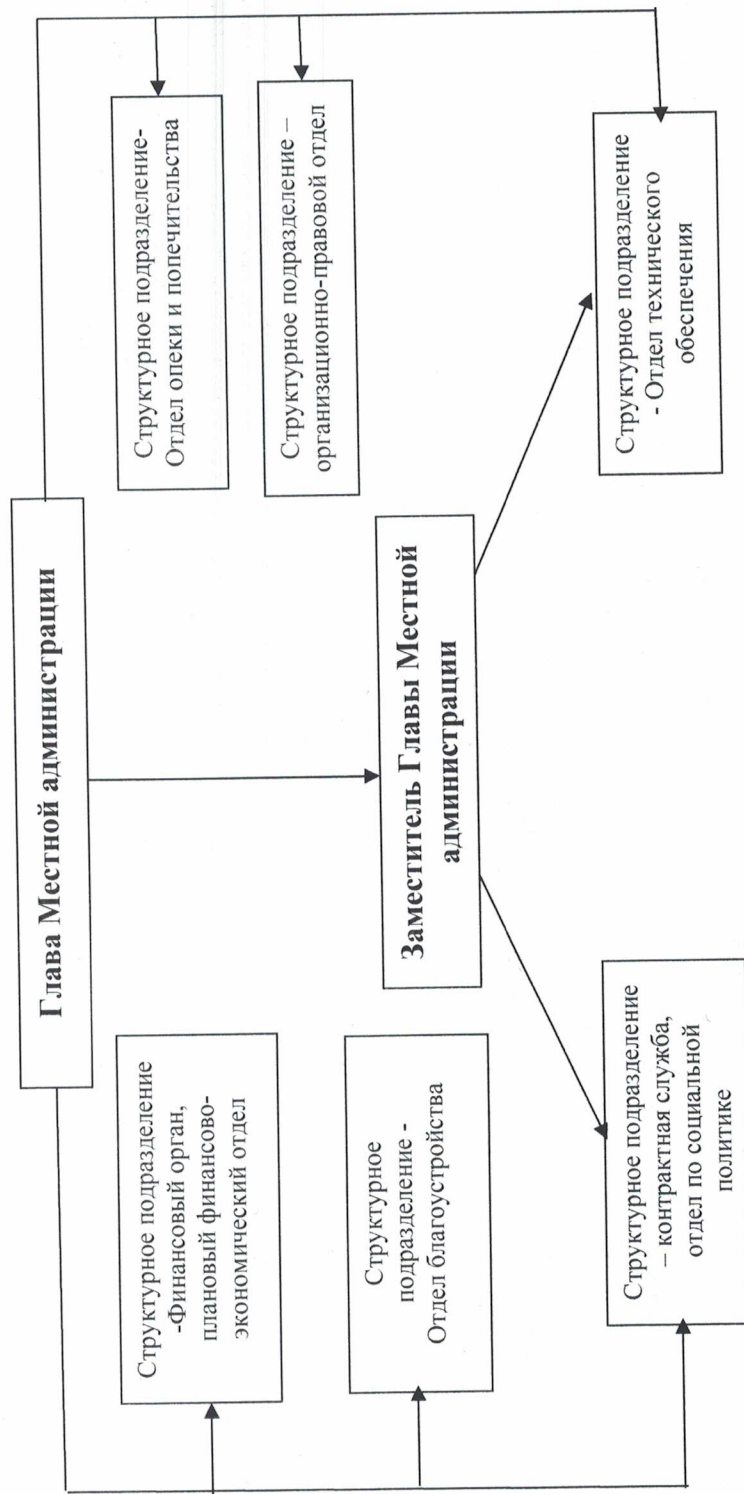 Глава Местной администрации
Структурное подразделение
-Финансовый орган,
плановый финансово-
экономический отдел
Структурное подразделение-
Отдел опеки и попечительства
Структурное подразделение –
организационно-правовой отдел
Структурное
подразделение -
Отдел благоустройства
Заместитель Главы Местной
администрации
Структурное подразделение
– контрактная служба,
отдел по социальной
политике
Структурное подразделение
- Отдел технического
обеспечения